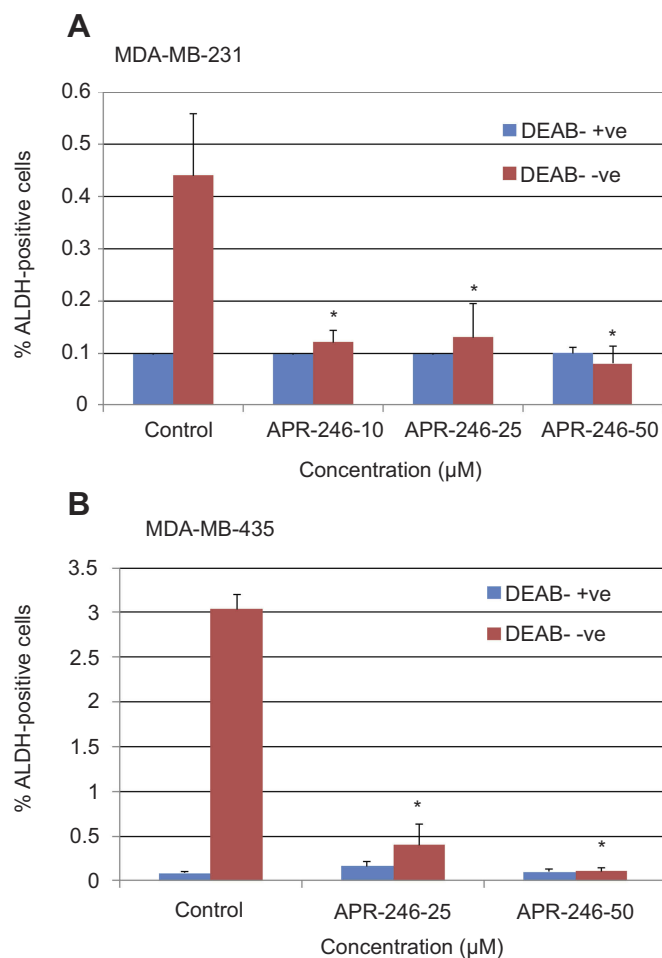 A
MDA-MB-231
% ALDH-positive cells
0.6
0.5
0.4
0.3
0.2
0.1
0
DEAB- +ve
DEAB- -ve
*
*
*
Control
APR-246-10
APR-246-25
APR-246-50
Concentration (µM)
B
MDA-MB-435
% ALDH-positive cells
3.5
3
2.5
2
1.5
1
0.5
0
DEAB- +ve
DEAB- -ve
*
*
Control
APR-246-25
APR-246-50
Concentration (µM)